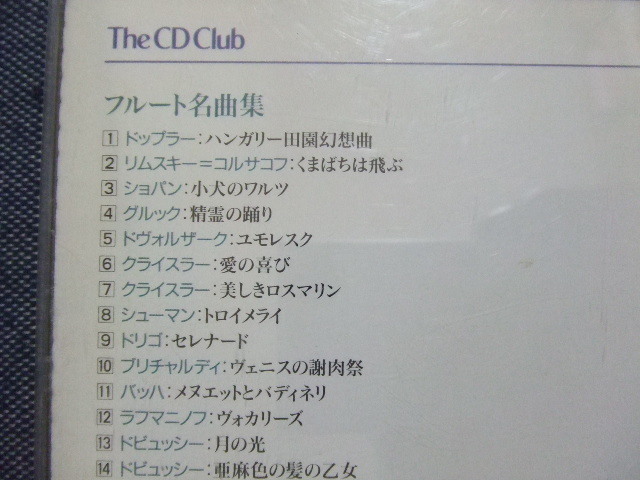 The CD Club
フルート名曲集
1 ドップラー:ハンガリー田園幻想曲
2 リムスキー=コルサコフ:くまばちは飛ぶ
3 ショパン:小犬のワルツ
4 グルック:精霊の踊り
5 ドヴォルザーク:ユモレスク
6 クライスラー:愛の喜び
7 クライスラー:美しきロスマリン
8 シューマン:トロイメライ
9 ドリゴ:セレナード
10 ブリチャルディ:ヴェニスの謝肉祭
11 バッハ:メヌエットとバディネリ
12 ラフマニノフ:ヴォカリーズ
13 ドビュッシー:月の光
14 ドビュッシー:亜麻色の髪の乙女